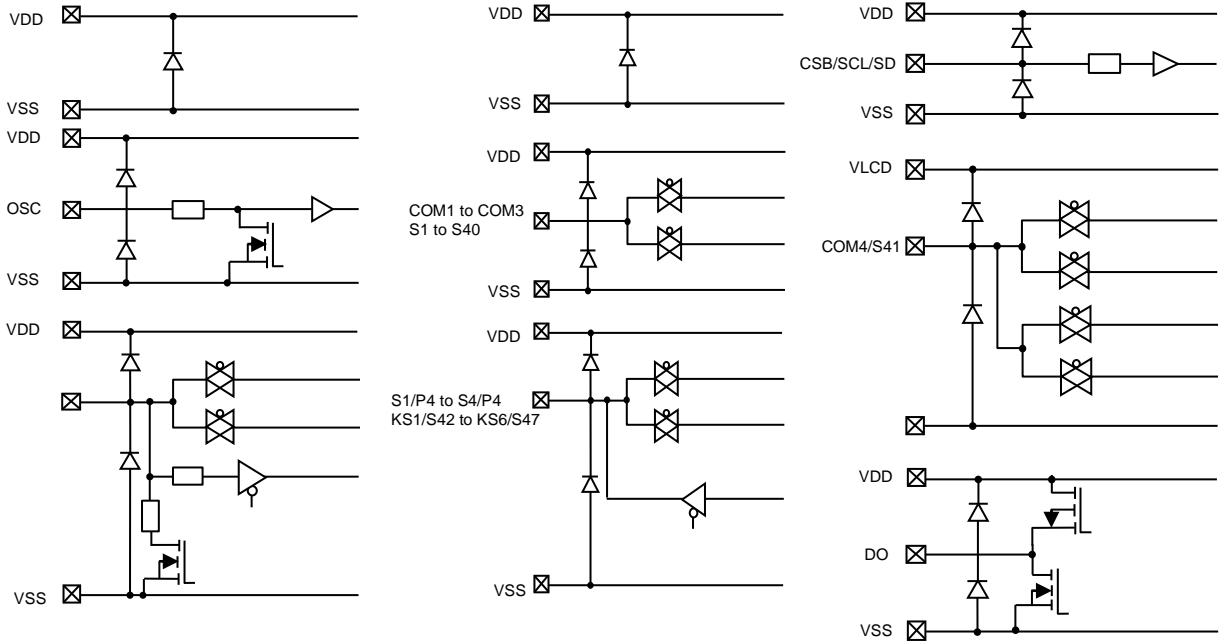 VDD
VSS
VDD
OSC
VSS
VDD
VSS
VDD
VSS
VDD
COM1 to COM3
S1 to S40
VSS
VDD
S1/P4 to S4/P4
KS1/S42 to KS6/S47
VSS
VDD
CSB/SCL/SD
VSS
VLCD
COM4/S41
VDD
DO
VSS